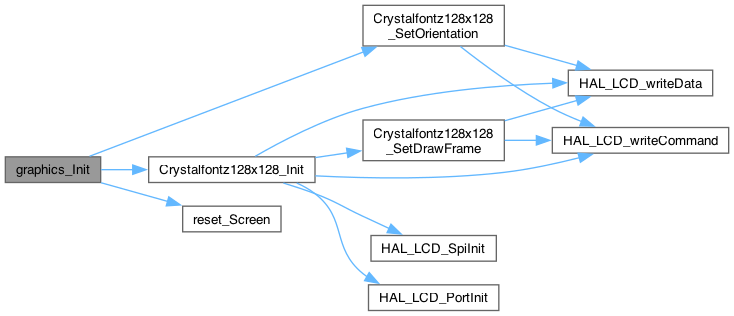 Crystalfontz128x128
_SetOrientation
HAL_LCD_writeData
Crystalfontz128x128
_SetDrawFrame
HAL_LCD_writeCommand
graphics_Init
Crystalfontz128x128_Init
reset_Screen
HAL_LCD_SpiInit
HAL_LCD_PortInit